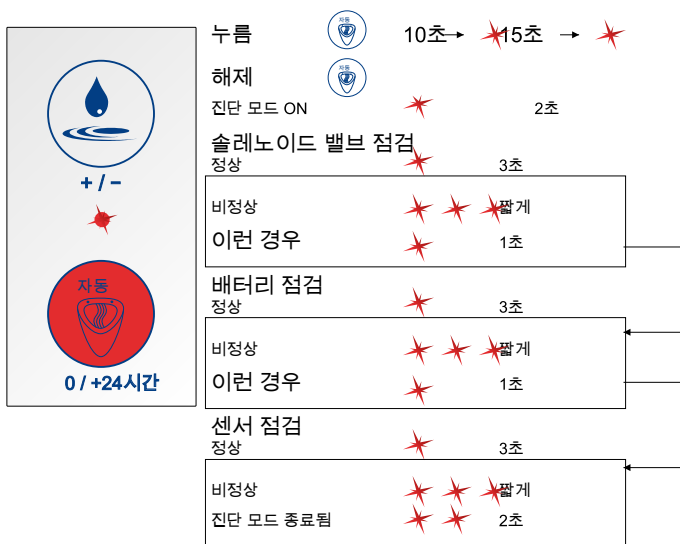 + / −
자동
0 / +24시간
누름 자동 10초 15초
해제 자동
진단 모드 ON 2초
솔레노이드 밸브 점검
정상 3초
비정상 짧게
이런 경우 1초
배터리 점검
정상 3초
비정상 짧게
이런 경우 1초
센서 점검
정상 3초
비정상 짧게
진단 모드 종료됨 2초